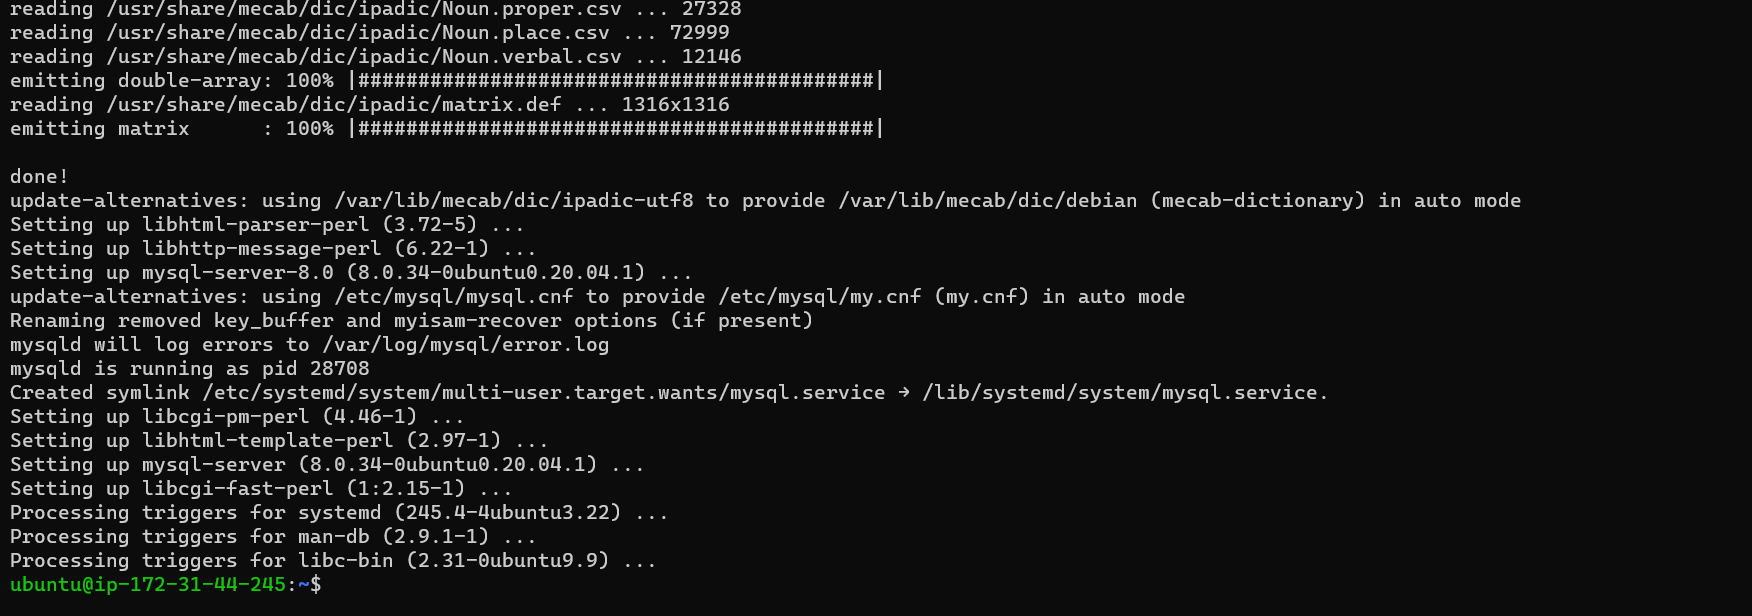 reading /usr/share/mecab/dic/ipadic/Noun.proper.csv ... 27328
reading /usr/share/mecab/dic/ipadic/Noun.place.csv ... 72999
reading /usr/share/mecab/dic/ipadic/Noun.verbal.csv ... 12146
emitting double-array: 100% |###########################################|
reading /usr/share/mecab/dic/ipadic/matrix.def ... 1316x1316
emitting matrix      : 100% |###########################################|

done!
update-alternatives: using /var/lib/mecab/dic/ipadic-utf8 to provide /var/lib/mecab/dic/debian (mecab-dictionary) in auto mode
Setting up libhtml-parser-perl (3.72-5) ...
Setting up libhttp-message-perl (6.22-1) ...
Setting up mysql-server-8.0 (8.0.34-0ubuntu0.20.04.1) ...
update-alternatives: using /etc/mysql/mysql.cnf to provide /etc/mysql/my.cnf (my.cnf) in auto mode
Renaming removed key_buffer and myisam-recover options (if present)
mysqld will log errors to /var/log/mysql/error.log
mysqld is running as pid 28708
Created symlink /etc/systemd/system/multi-user.target.wants/mysql.service → /lib/systemd/system/mysql.service.
Setting up libcgi-pm-perl (4.46-1) ...
Setting up libhtml-template-perl (2.97-1) ...
Setting up mysql-server (8.0.34-0ubuntu0.20.04.1) ...
Setting up libcgi-fast-perl (1:2.15-1) ...
Processing triggers for systemd (245.4-4ubuntu3.22) ...
Processing triggers for man-db (2.9.1-1) ...
Processing triggers for libc-bin (2.31-0ubuntu9.9) ...
ubuntu@ip-172-31-44-245:~$